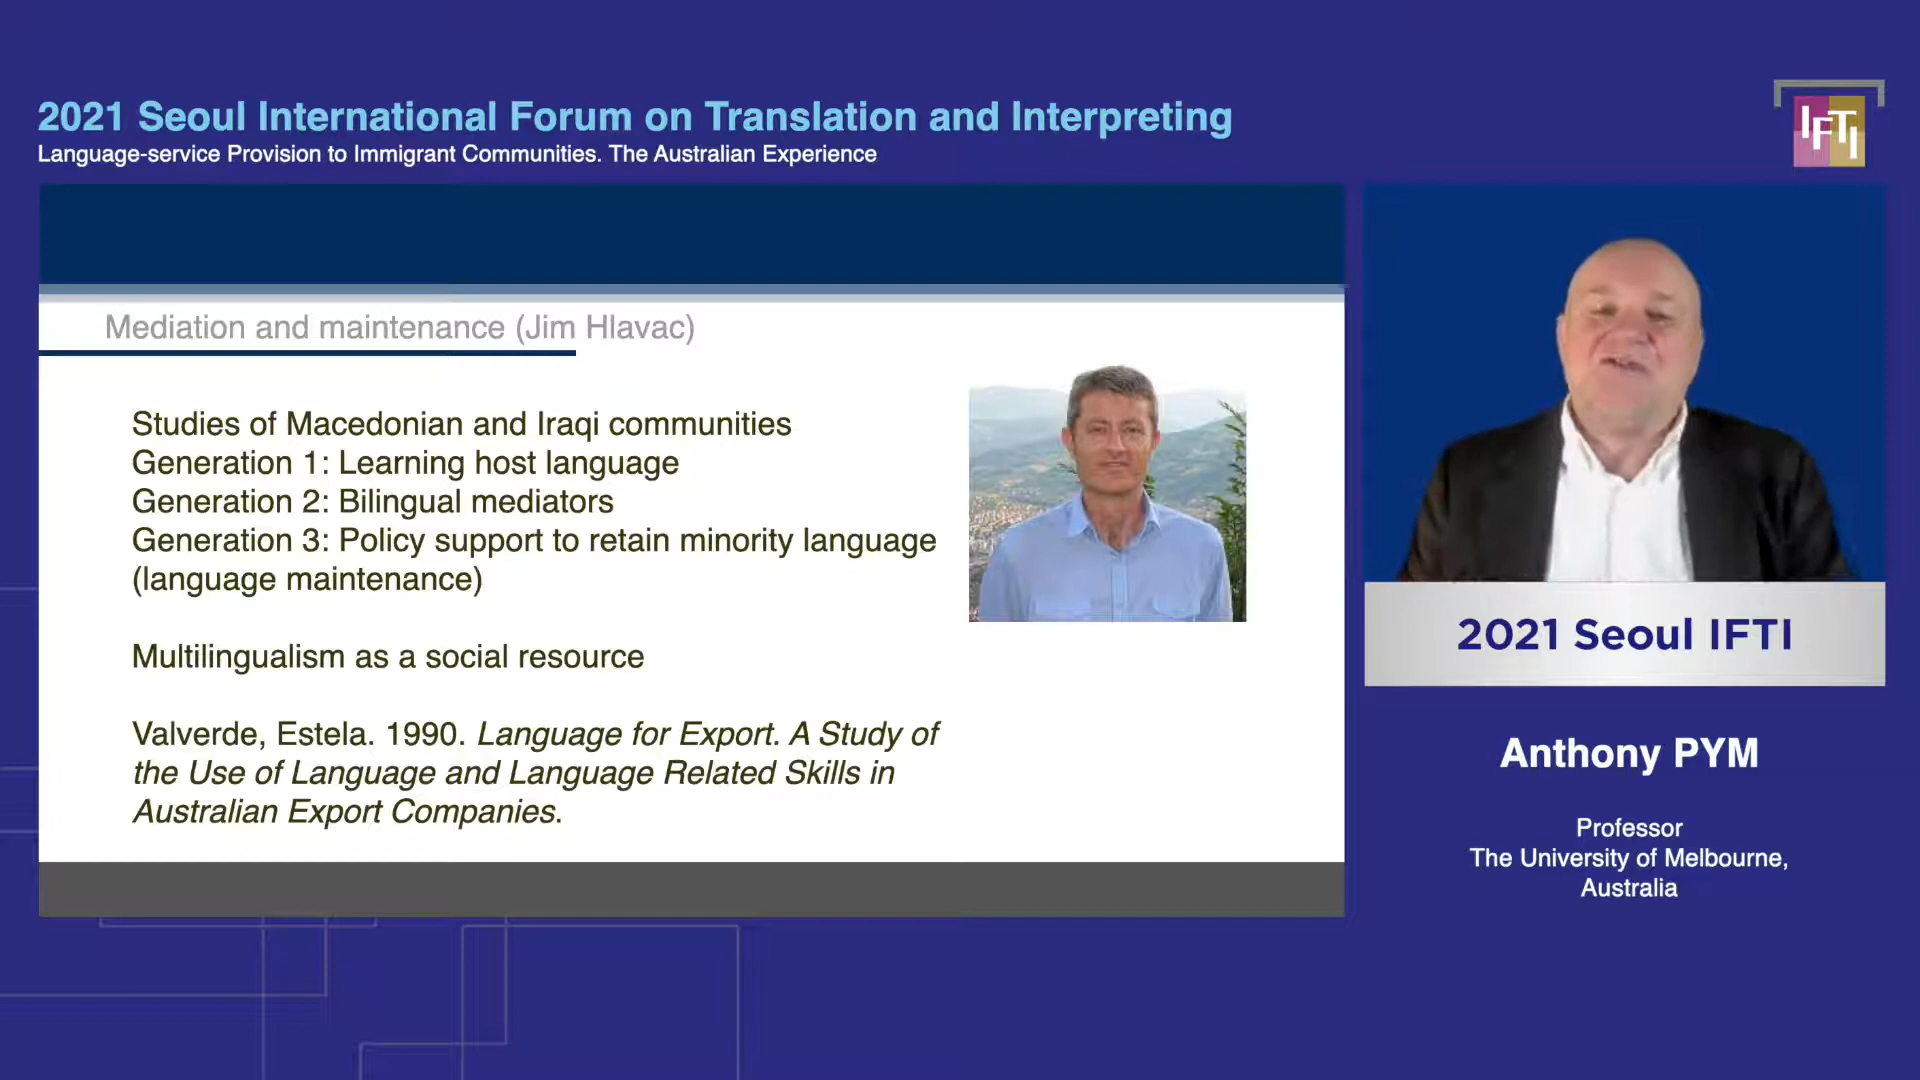 2021 Seoul International Forum on Translation and Interpreting
Language-service Provision to Immigrant Communities. The Australian Experience
IFTI
Mediation and maintenance (Jim Hlavac)
Studies of Macedonian and Iraqi communities
Generation 1: Learning host language
Generation 2: Bilingual mediators
Generation 3: Policy support to retain minority language
(language maintenance)
Multilingualism as a social resource
Valverde, Estela. 1990. Language for Export. A Study of
the Use of Language and Language Related Skills in
Australian Export Companies.
2021 Seoul IFTI
Anthony PYM
Professor
The University of Melbourne,
Australia